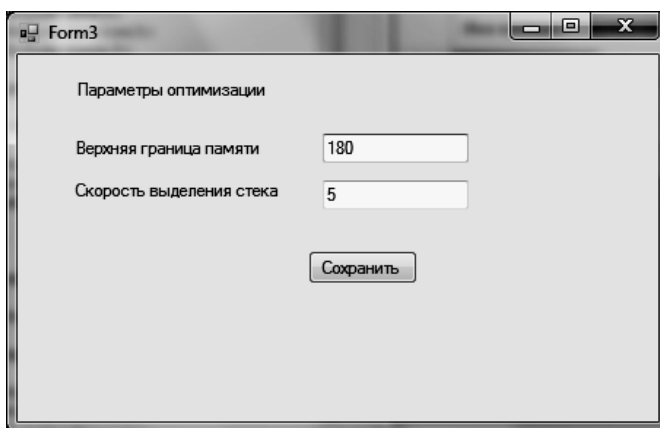 Form3
Параметры оптимизации
Верхняя граница памяти 180
Скорость выделения стека 5
Сохранить